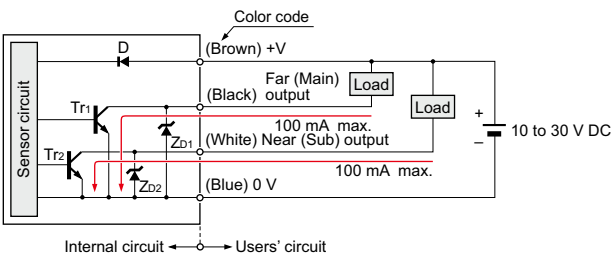 Color code
D
(Brown) +V
Sensor circuit
Far (Main)
(Black) output
Load
Load
Tr1
100 mA max.
+
10 to 30 V DC
–
ZD1
(White) Near (Sub) output
Tr2
100 mA max.
ZD2
(Blue) 0 V
Internal circuit
Users' circuit